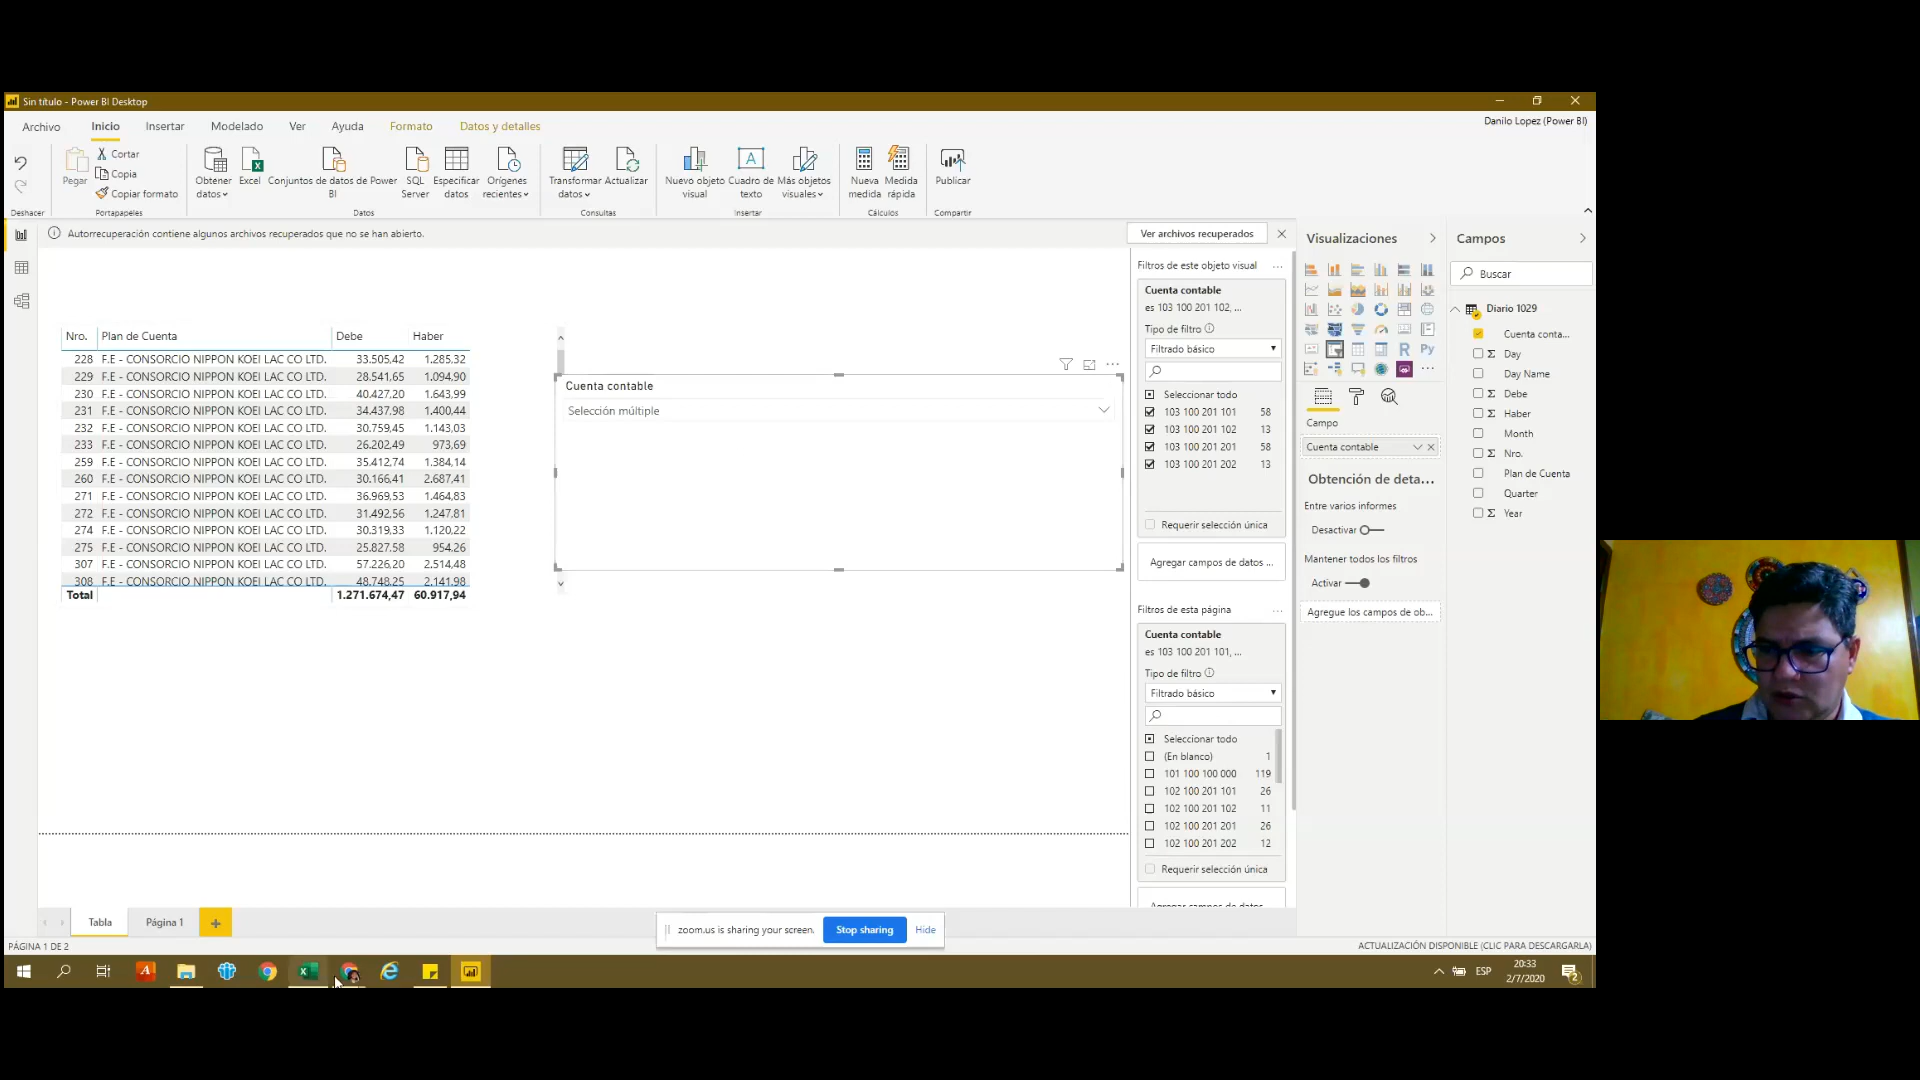 Sin título - Power BI Desktop
Archivo Inicio Insertar Modelado Ver Ayuda Formato Datos y detalles
Danilo Lopez (Power BI)
Pegar
Cortar
Copia
Copiar formato
Obtener datos
Excel
Conjuntos de datos de Power BI
SQL Server
Especificar datos
Orígenes recientes
Transformar datos
Actualizar
Nuevo objeto visual
Cuadro de texto
Más objetos visuales
Nueva medida
Medida rápida
Publicar
Deshacer Portapapeles Datos Consultas Insertar Cálculos Compartir
Autorrecuperación contiene algunos archivos recuperados que no se han abierto.
Ver archivos recuperados
Nro. Plan de Cuenta Debe Haber
228 F.E - CONSORCIO NIPPON KOEI LAC CO LTD. 33.505,42 1.285,32
229 F.E - CONSORCIO NIPPON KOEI LAC CO LTD. 28.541,65 1.094,90
230 F.E - CONSORCIO NIPPON KOEI LAC CO LTD. 40.427,20 1.643,99
231 F.E - CONSORCIO NIPPON KOEI LAC CO LTD. 34.437,98 1.400,44
232 F.E - CONSORCIO NIPPON KOEI LAC CO LTD. 30.759,45 1.143,03
233 F.E - CONSORCIO NIPPON KOEI LAC CO LTD. 26.202,49 973,69
259 F.E - CONSORCIO NIPPON KOEI LAC CO LTD. 35.412,74 1.384,14
260 F.E - CONSORCIO NIPPON KOEI LAC CO LTD. 30.166,41 2.687,41
271 F.E - CONSORCIO NIPPON KOEI LAC CO LTD. 36.969,53 1.464,83
272 F.E - CONSORCIO NIPPON KOEI LAC CO LTD. 31.492,56 1.247,81
274 F.E - CONSORCIO NIPPON KOEI LAC CO LTD. 30.319,33 1.120,22
275 F.E - CONSORCIO NIPPON KOEI LAC CO LTD. 25.827,58 954,26
307 F.E - CONSORCIO NIPPON KOEI LAC CO LTD. 57.226,20 2.514,48
308 F.E - CONSORCIO NIPPON KOEI LAC CO LTD. 48.748,25 2.141,98
Total 1.271.674,47 60.917,94
Cuenta contable
Selección múltiple
Filtros de este objeto visual ...
Cuenta contable
es 103 100 201 102, ...
Tipo de filtro
Filtrado básico
Seleccionar todo
103 100 201 101 58
103 100 201 102 13
103 100 201 201 58
103 100 201 202 13
Requerir selección única
Agregar campos de datos ...
Filtros de esta página ...
Cuenta contable
es 103 100 201 101, ...
Tipo de filtro
Filtrado básico
Seleccionar todo
(En blanco) 1
101 100 100 000 119
102 100 201 101 26
102 100 201 102 11
102 100 201 201 26
102 100 201 202 12
Requerir selección única
Agregar campos de datos
Visualizaciones
R Py
Campo
Cuenta contable
Obtención de deta...
Entre varios informes
Desactivar
Mantener todos los filtros
Activar
Agregue los campos de ob...
Campos
Buscar
Diario 1029
Cuenta conta...
Day
Day Name
Debe
Haber
Month
Nro.
Plan de Cuenta
Quarter
Year
Tabla Página 1 +
zoom.us is sharing your screen. Stop sharing Hide
PÁGINA 1 DE 2
ACTUALIZACIÓN DISPONIBLE (CLIC PARA DESCARGARLA)
ESP
20:33
2/7/2020
2